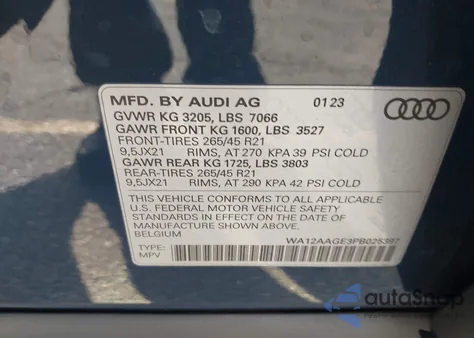 MFD. BY AUDI AG 01 23
GVWR KG 3205, LBS 7066
GAWR FRONT KG 1600, LBS 3527
FRONT-TIRES 265/45 R21
9,5JX21 RIMS, AT 270 KPA 39 PSI COLD
GAWR REAR KG 1725, LBS 3803
REAR-TIRES 265/45 R21
9,5JX21 RIMS, AT 290 KPA 42 PSI COLD
THIS VEHICLE CONFORMS TO ALL APPLICABLE
U.S. FEDERAL MOTOR VEHICLE SAFETY
STANDARDS IN EFFECT ON THE DATE OF
MANUFACTURE SHOWN ABOVE.
BELGIUM
TYPE:
MPV
autoSnap